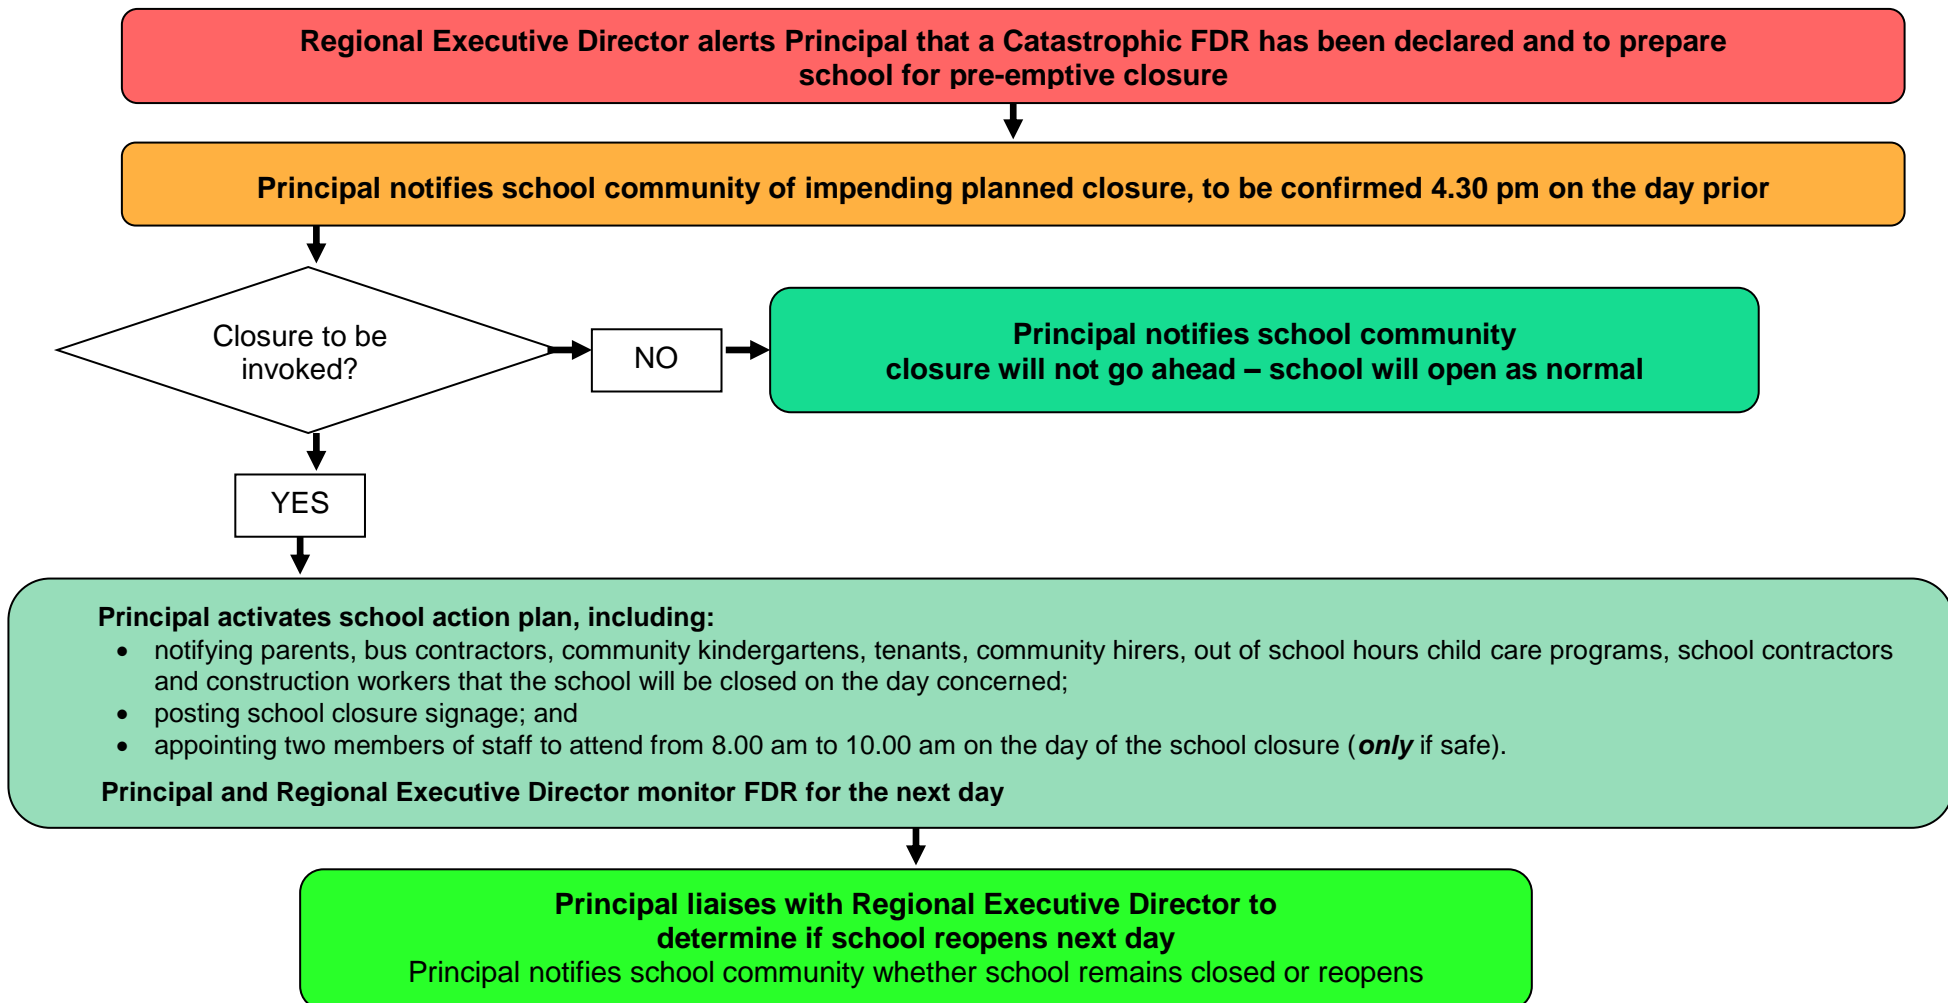 Regional Executive Director alerts Principal that a Catastrophic FDR has been declared and to prepare
school for pre-emptive closure
Principal notifies school community of impending planned closure, to be confirmed 4.30 pm on the day prior
Closure to be
invoked?
NO
Principal notifies school community
closure will not go ahead – school will open as normal
YES
Principal activates school action plan, including:
• notifying parents, bus contractors, community kindergartens, tenants, community hirers, out of school hours child care programs, school contractors
and construction workers that the school will be closed on the day concerned;
• posting school closure signage; and
• appointing two members of staff to attend from 8.00 am to 10.00 am on the day of the school closure (only if safe).
Principal and Regional Executive Director monitor FDR for the next day
Principal liaises with Regional Executive Director to
determine if school reopens next day
Principal notifies school community whether school remains closed or reopens